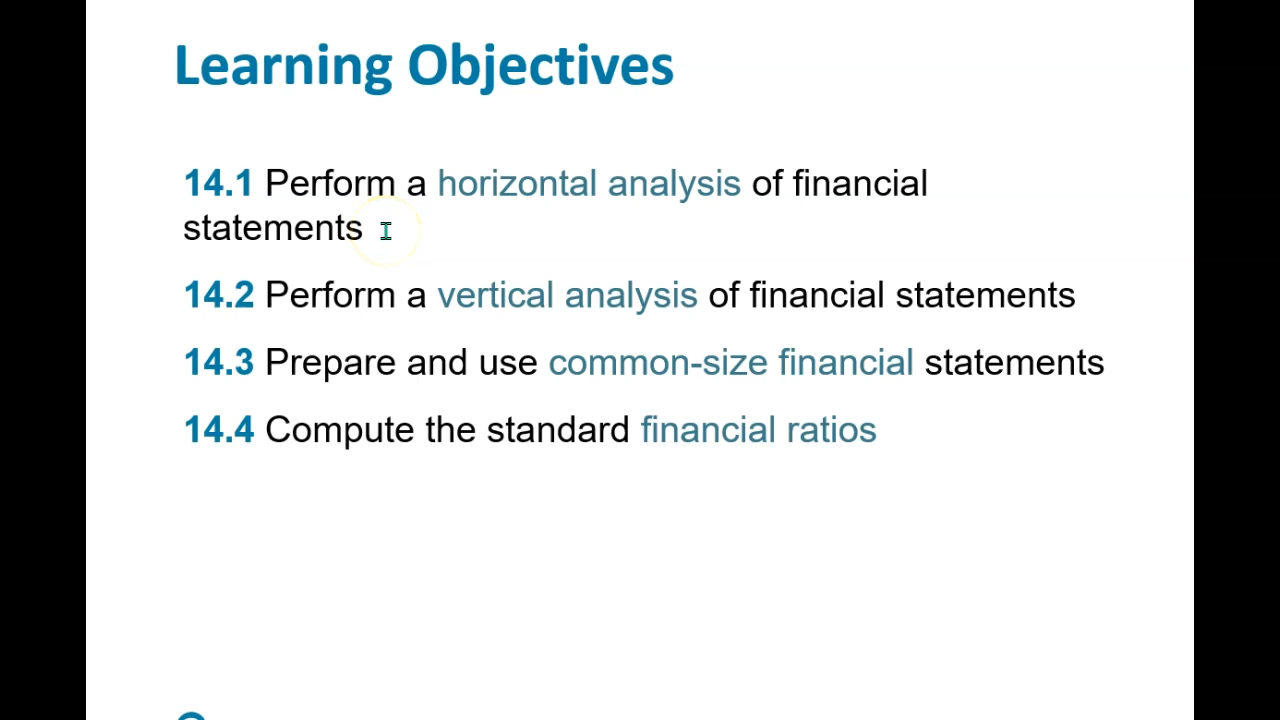 Learning Objectives
14.1 Perform a horizontal analysis of financial
statements
14.2 Perform a vertical analysis of financial statements
14.3 Prepare and use common-size financial statements
14.4 Compute the standard financial ratios